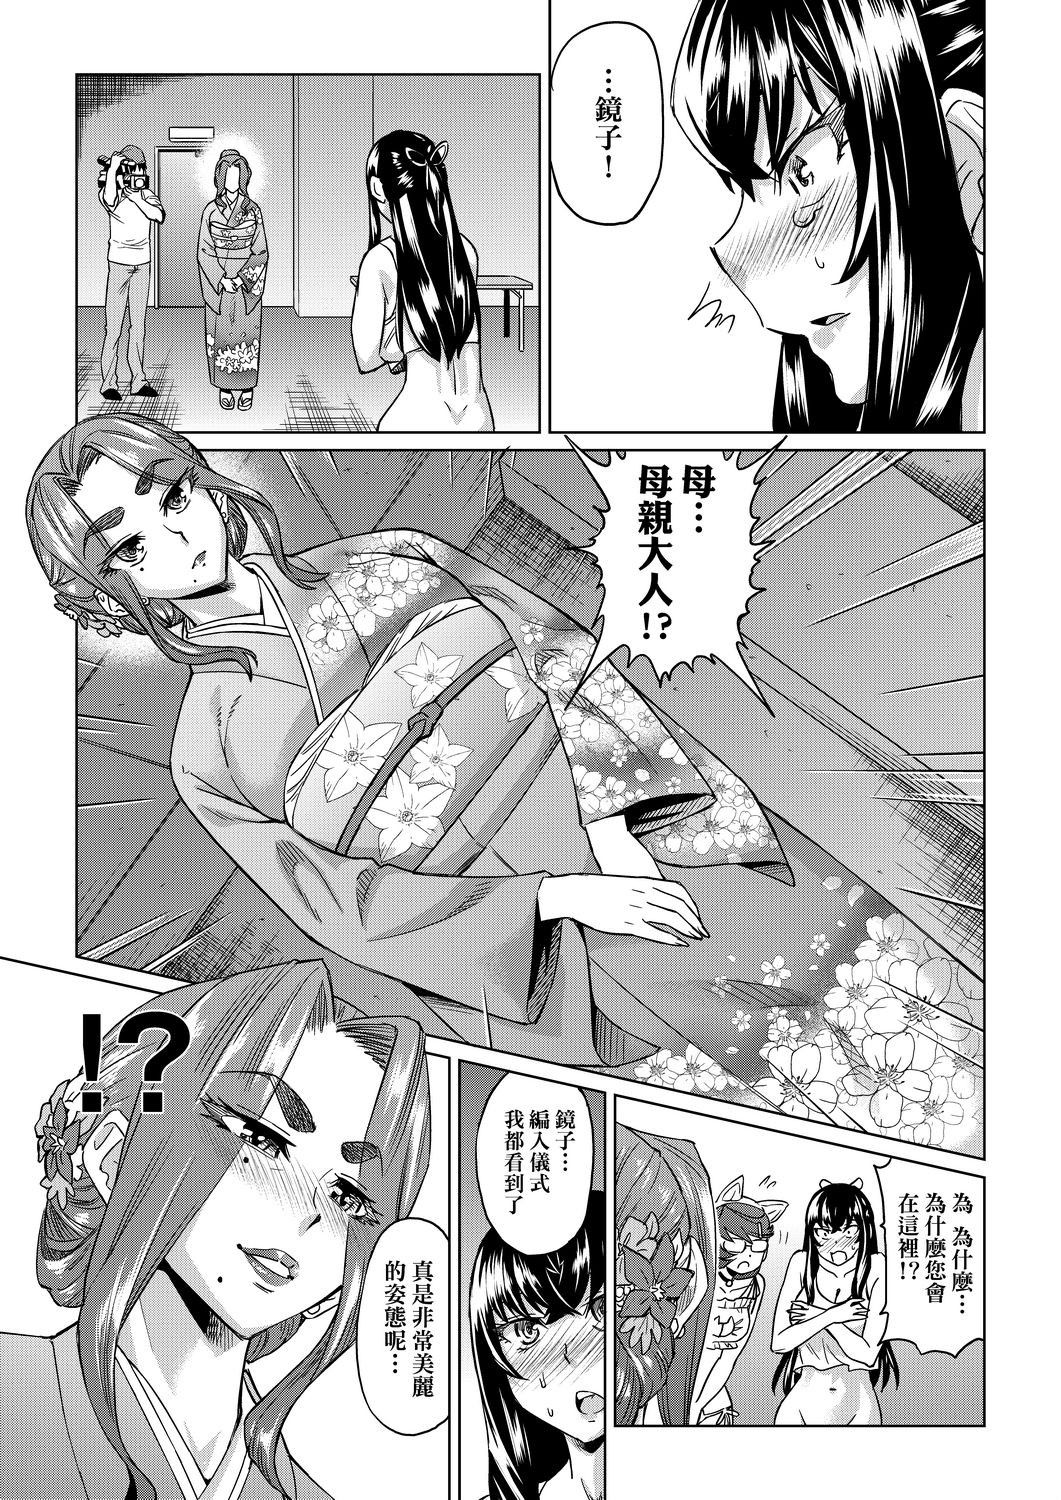 …鏡子！
母…
母親大人!?
為 為什麼…
為什麼您會
在這裡!?
鏡子…
編入儀式
我都看到了
!?
真是非常美麗
的姿態呢…